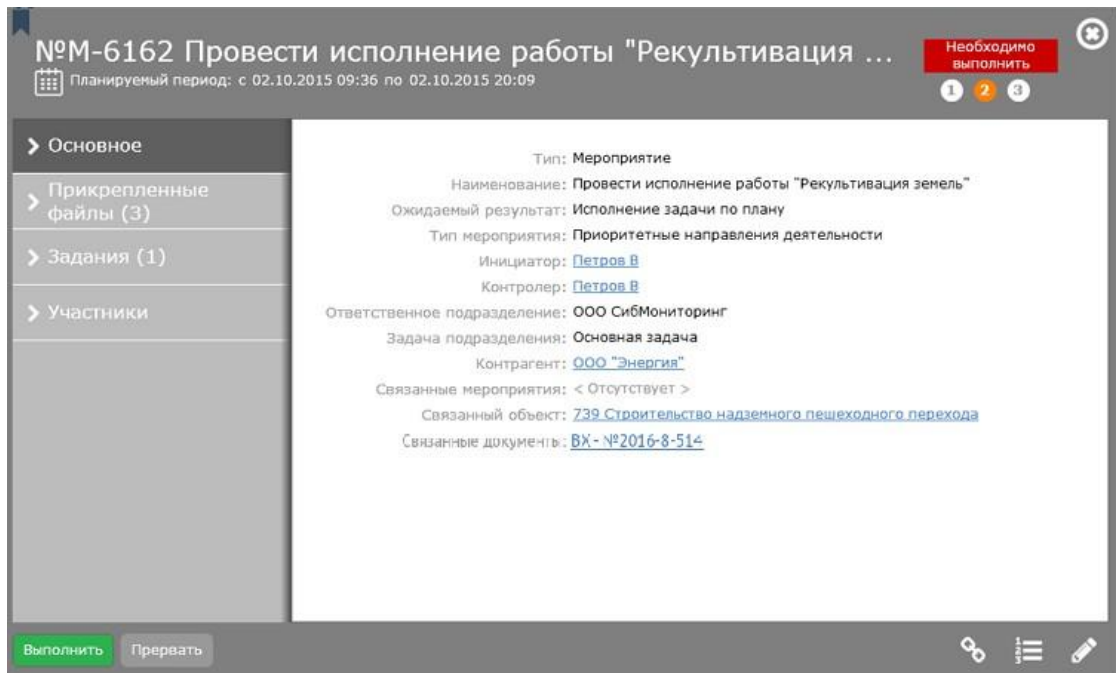 №М-6162 Провести исполнение работы "Рекультивация ...
Планируемый период: с 02.10.2015 09:36 по 02.10.2015 20:09
Необходимо
выполнить
1 2 3
Основное
Прикрепленные
файлы (3)
Задания (1)
Участники
Тип: Мероприятие
Наименование: Провести исполнение работы "Рекультивация земель"
Ожидаемый результат: Исполнение задачи по плану
Тип мероприятия: Приоритетные направления деятельности
Инициатор: Петров В
Контролер: Петров В
Ответственное подразделение: ООО СибМониторинг
Задача подразделения: Основная задача
Контрагент: ООО "Энергия"
Связанные мероприятия: < Отсутствует >
Связанный объект: 739 Строительство надземного пешеходного перехода
Связанные документы: ВХ - №2016-8-514
Выполнить Прервать